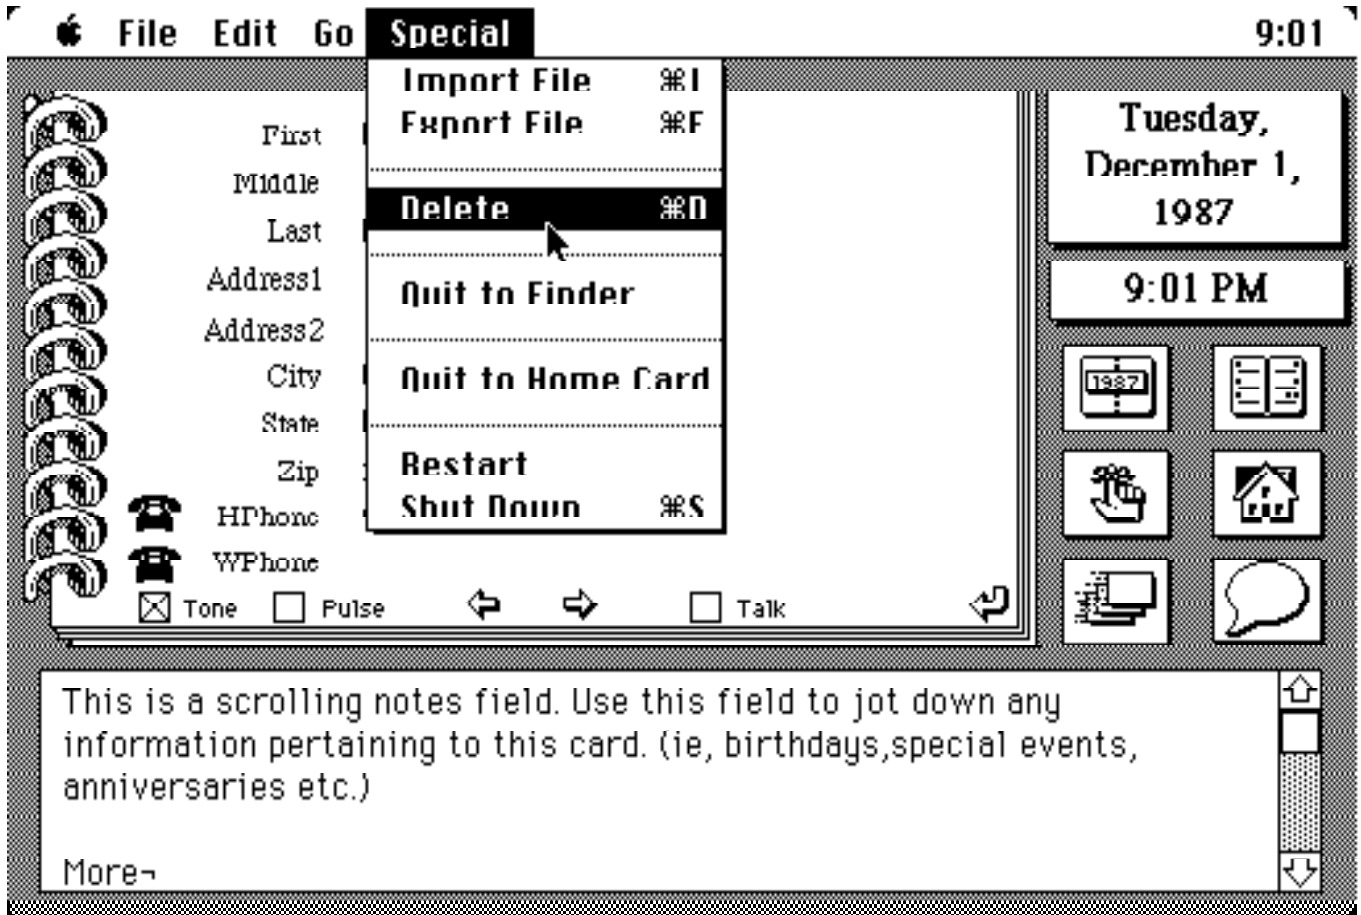 File Edit Go Special 9:01
Import File ⌘I
Export File ⌘E
Delete ⌘D
Quit to Finder
Quit to Home Card
Restart
Shut Down ⌘S
First
Middle
Last
Address1
Address2
City
State
Zip
HPhone
WPhone
Tone Pulse Talk
Tuesday,
December 1,
1987
9:01 PM
1987
This is a scrolling notes field. Use this field to jot down any
information pertaining to this card. (ie, birthdays,special events,
anniversaries etc.)
More¬